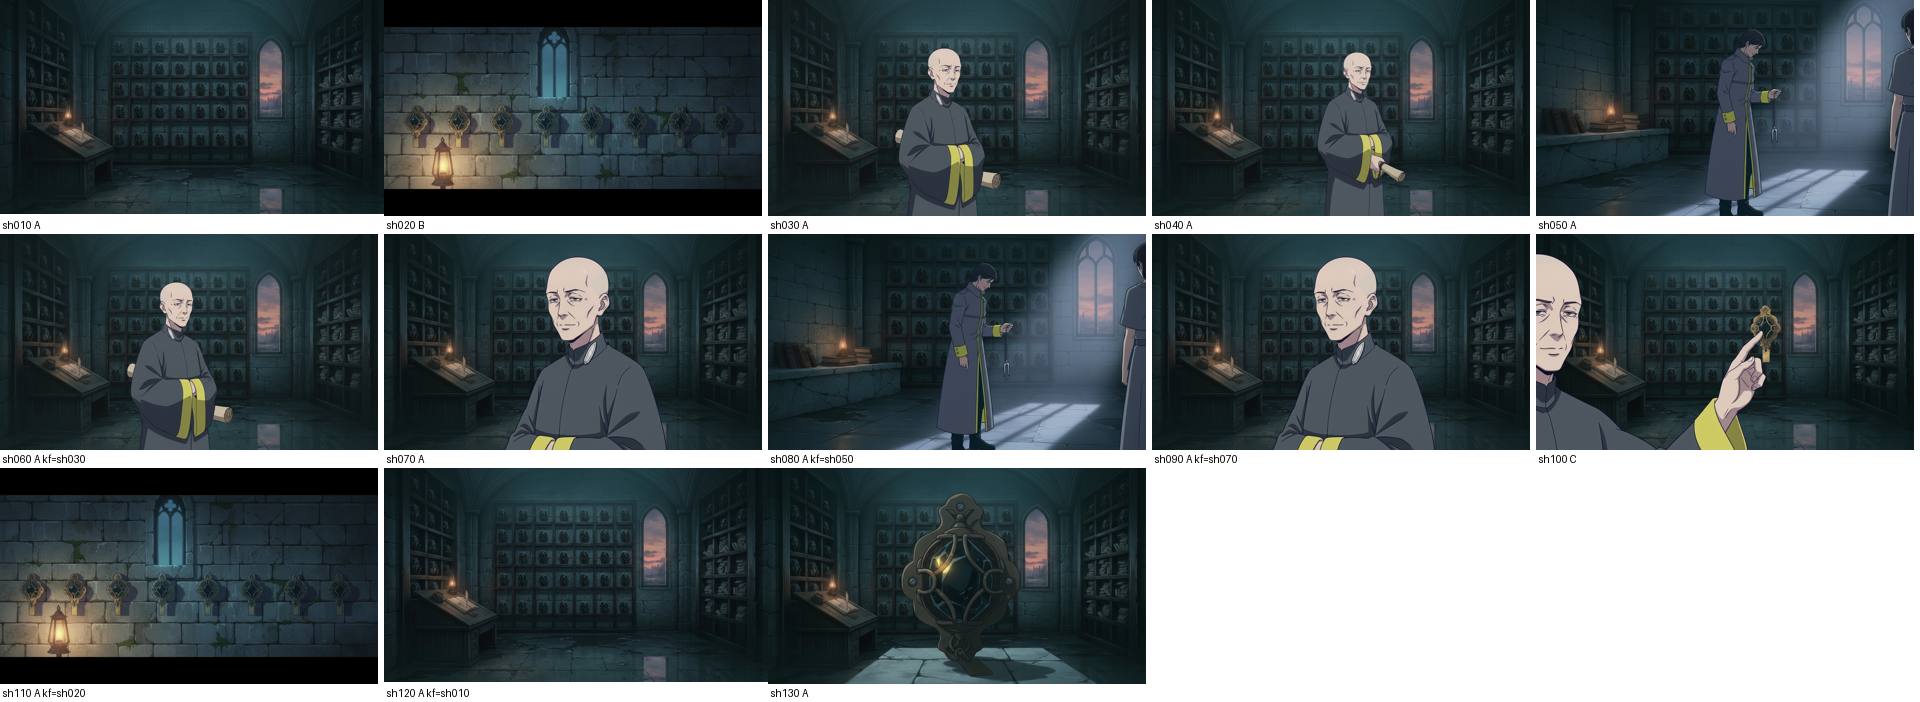 sh010 A
sh020 B
sh030 A
sh040 A
sh050 A
sh060 A kf=sh030
sh070 A
sh080 A kf=sh050
sh090 A kf=sh070
sh100 C
sh110 A kf=sh020
sh120 A kf=sh010
sh130 A